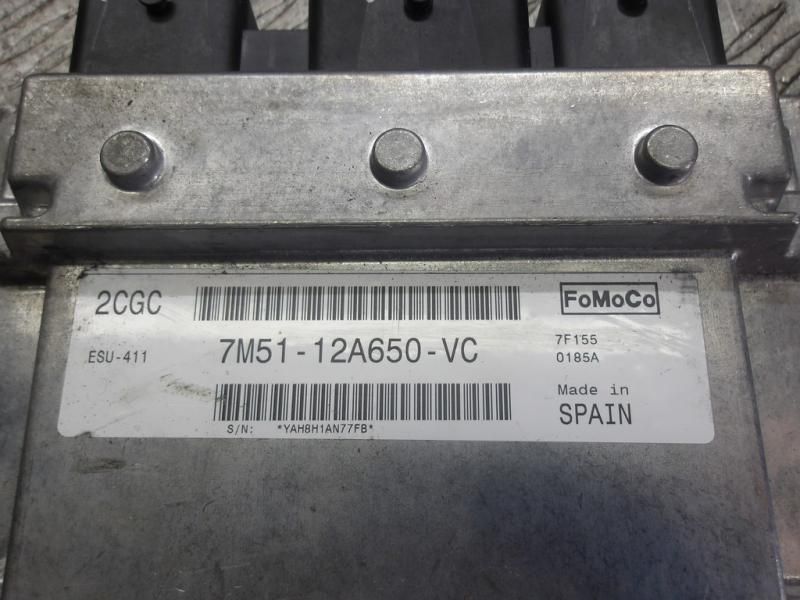 2CGC
FoMoCo
ESU-411
7M51-12A650-VC
7F155
0185A
Made in
SPAIN
S/N: *YAH8H1AN77FB*